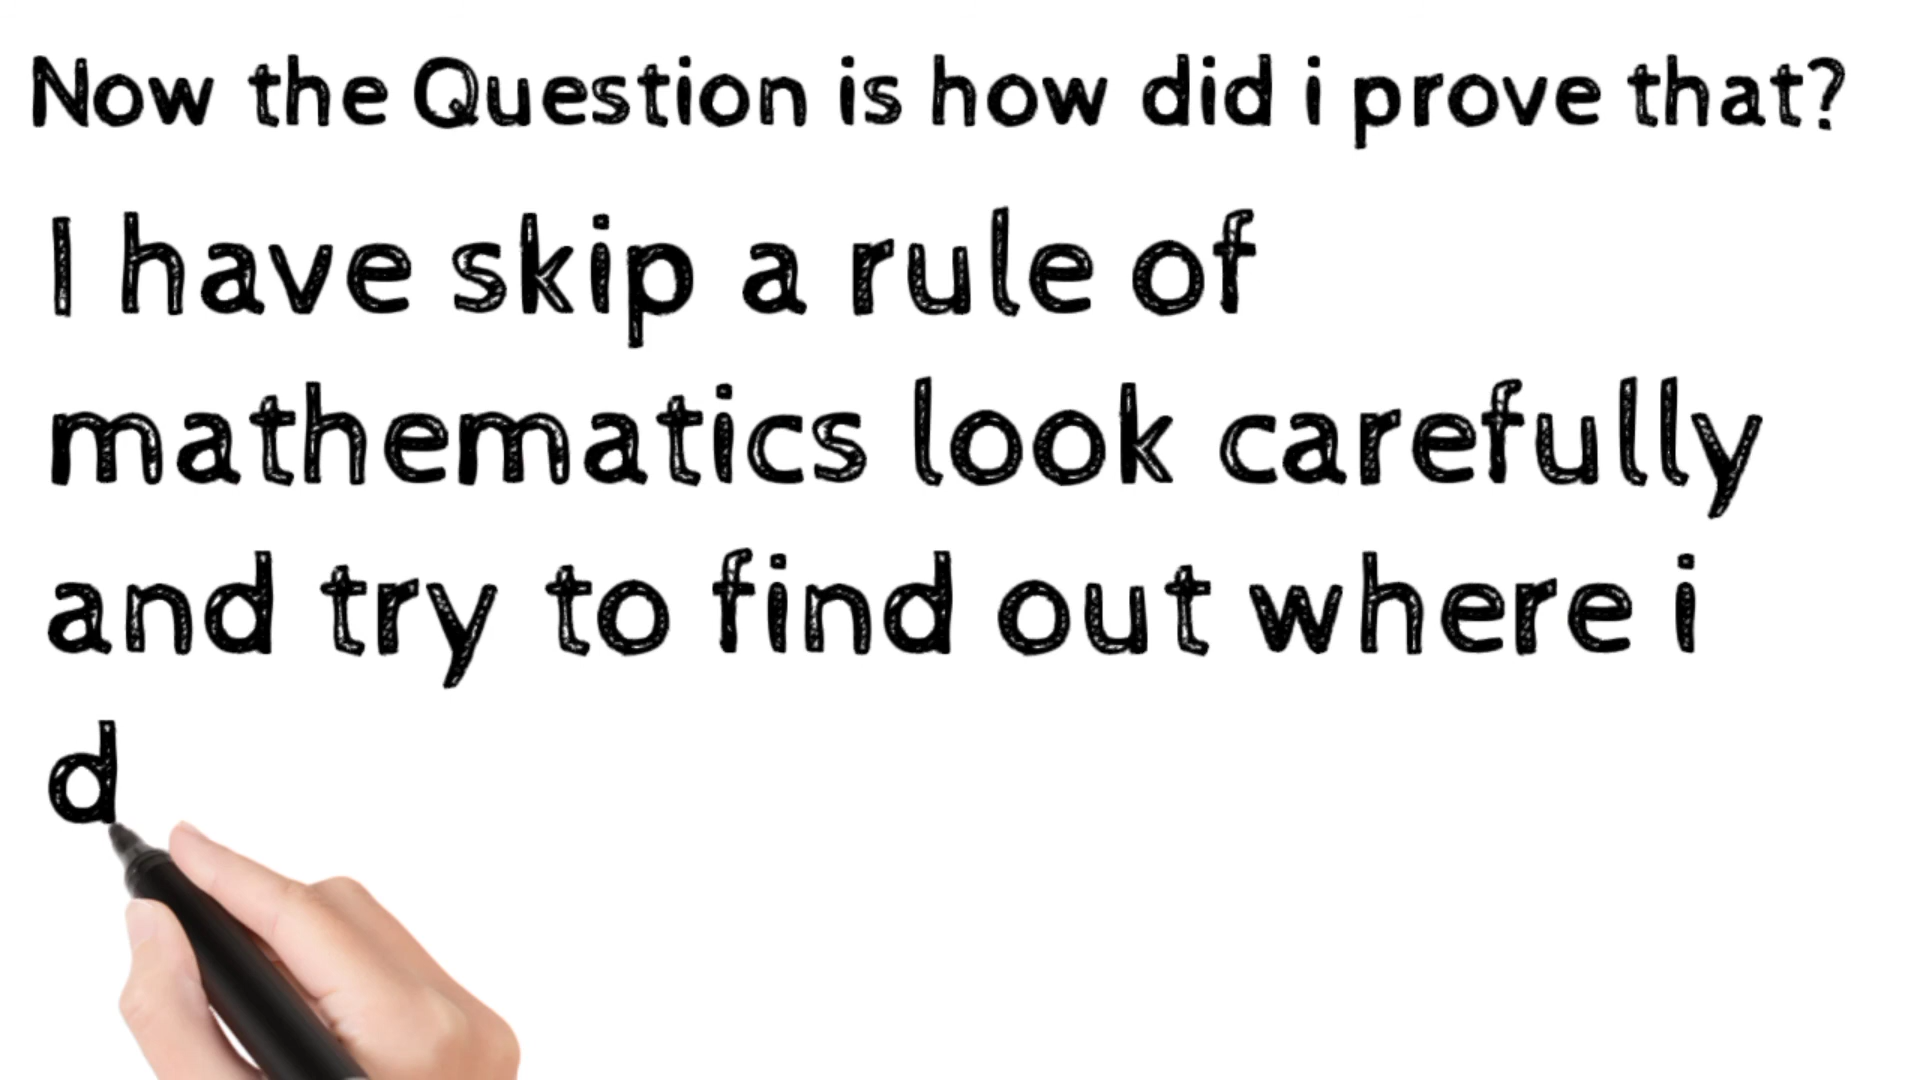 Now the Question is how did i prove that?
I have skip a rule of
mathematics look carefully
and try to find out where i
d